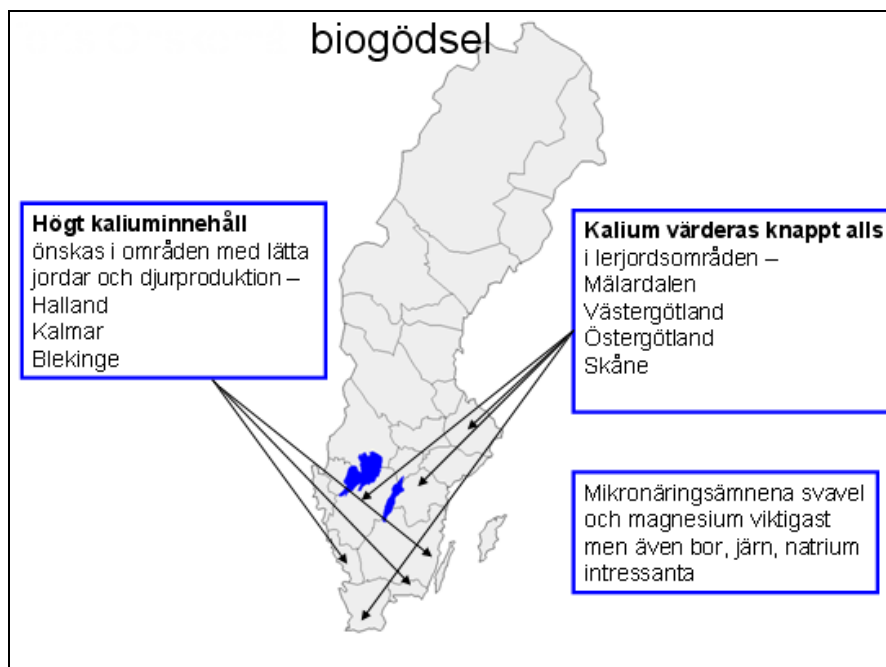 biogödsel
Högt kaliuminnehåll
önskas i områden med lätta
jordar och djurproduktion –
Halland
Kalmar
Blekinge
Kalium värderas knappt alls
i lerjordsområden –
Mälardalen
Västergötland
Östergötland
Skåne
Mikronäringsämnena svavel
och magnesium viktigast
men även bor, järn, natrium
intressanta